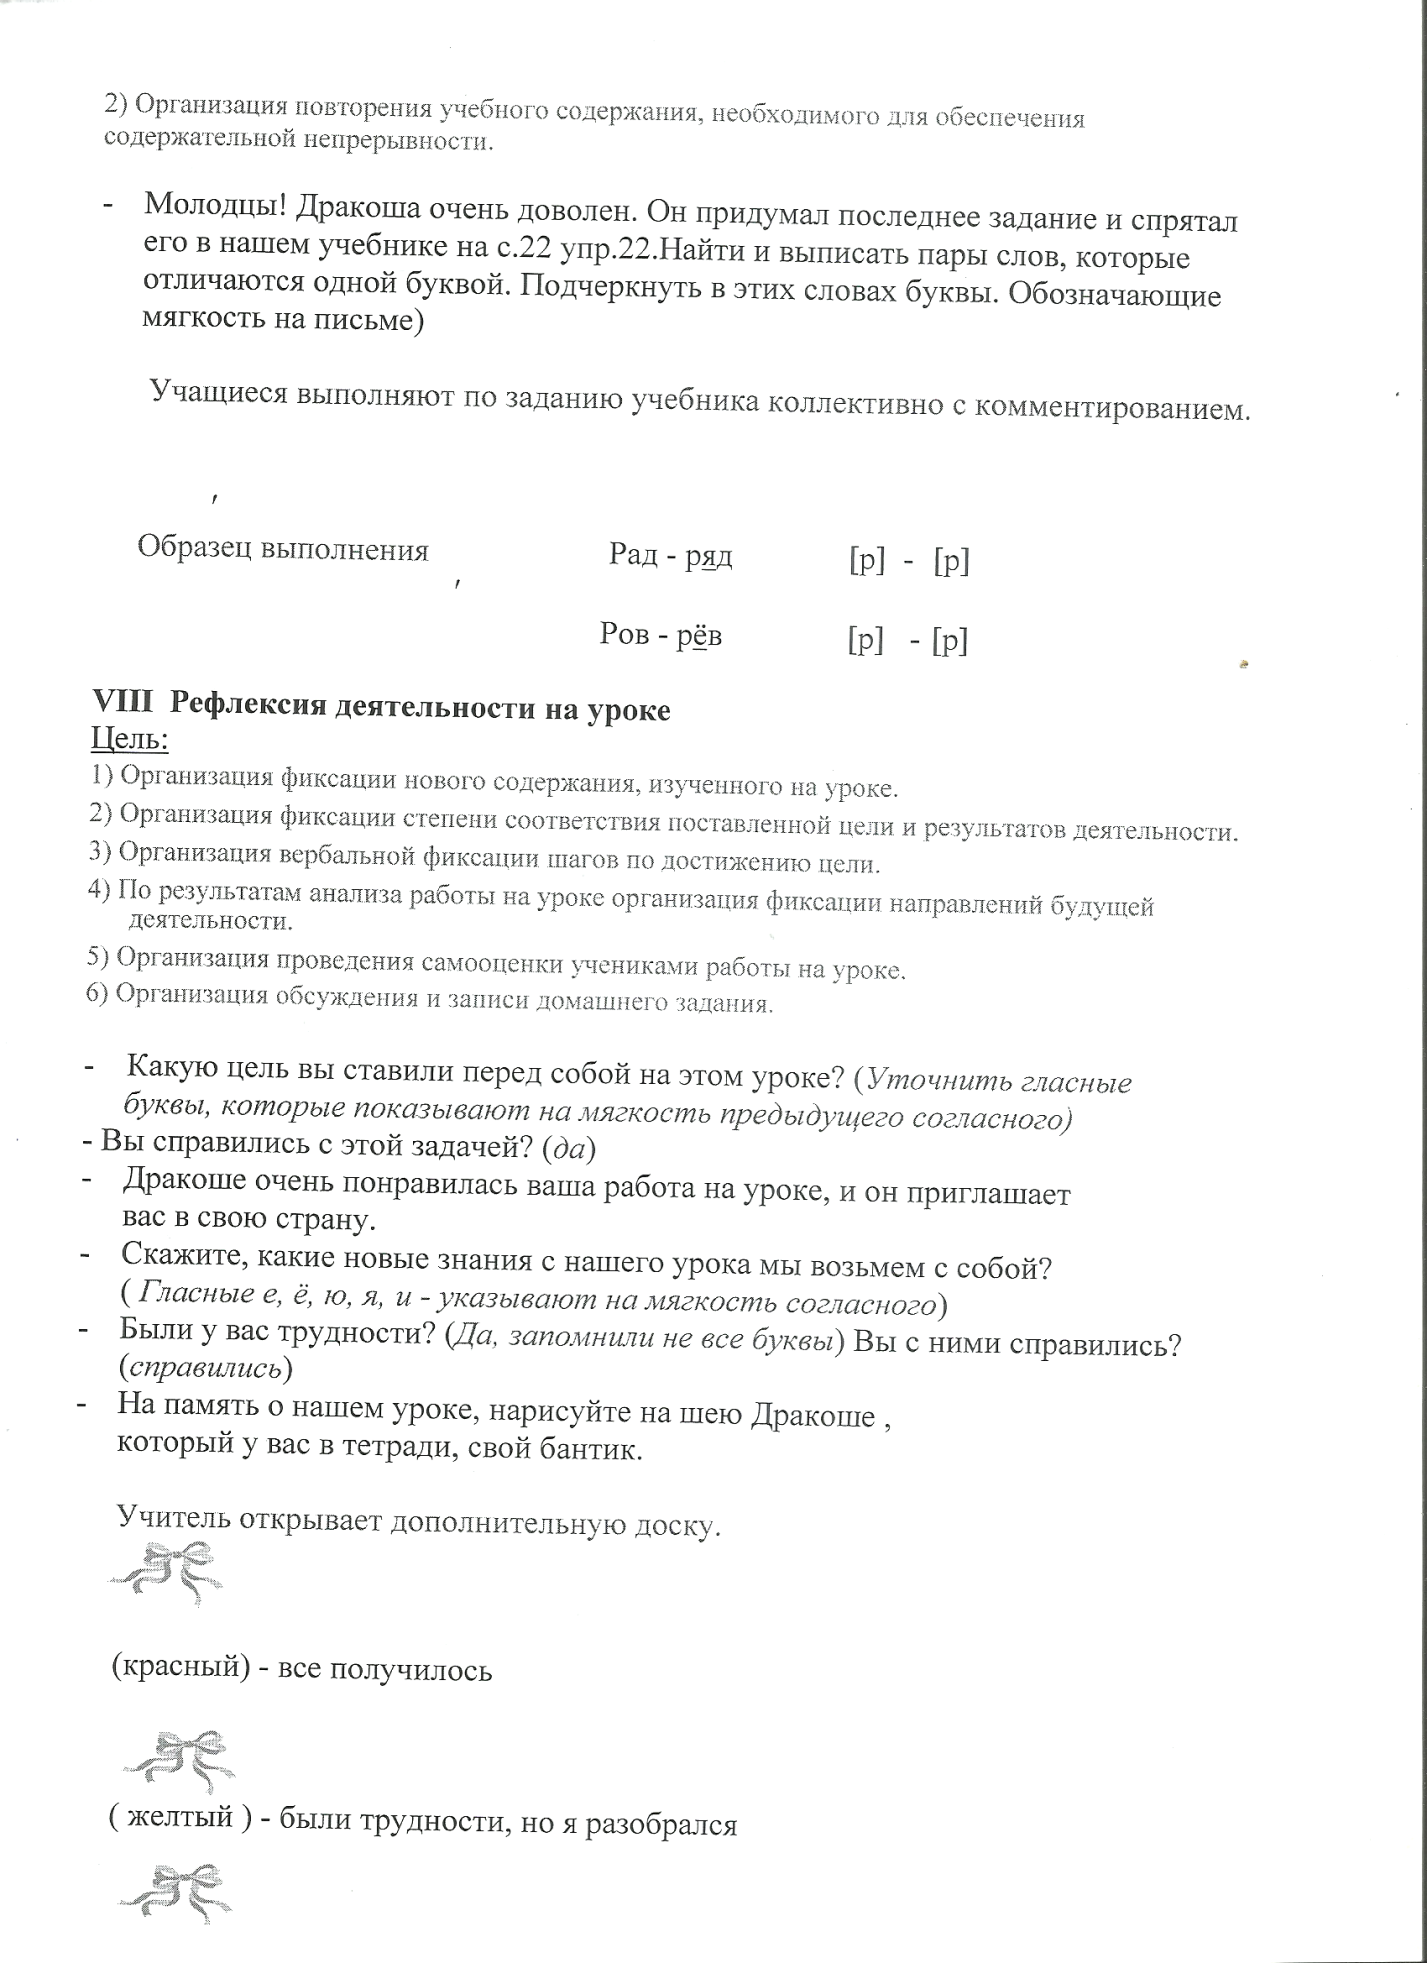 2) Организация повторения учебного содержания, необходимого для обеспечения
содержательной непрерывности.
- Молодцы! Дракоша очень доволен. Он придумал последнее задание и спрятал
его в нашем учебнике на с.22 упр.22.Найти и выписать пары слов, которые
отличаются одной буквой. Подчеркнуть в этих словах буквы. Обозначающие
мягкость на письме)
Учащиеся выполняют по заданию учебника коллективно с комментированием.
′
Образец выполнения Рад - ряд [р] - [р]
′
Ров - рёв [р] - [р]
VIII Рефлексия деятельности на уроке
Цель:
1) Организация фиксации нового содержания, изученного на уроке.
2) Организация фиксации степени соответствия поставленной цели и результатов деятельности.
3) Организация вербальной фиксации шагов по достижению цели.
4) По результатам анализа работы на уроке организация фиксации направлений будущей
деятельности.
5) Организация проведения самооценки учениками работы на уроке.
6) Организация обсуждения и записи домашнего задания.
- Какую цель вы ставили перед собой на этом уроке? (Уточнить гласные
буквы, которые показывают на мягкость предыдущего согласного)
- Вы справились с этой задачей? (да)
- Дракоше очень понравилась ваша работа на уроке, и он приглашает
вас в свою страну.
- Скажите, какие новые знания с нашего урока мы возьмем с собой?
( Гласные е, ё, ю, я, и - указывают на мягкость согласного)
- Были у вас трудности? (Да, запомнили не все буквы) Вы с ними справились?
(справились)
- На память о нашем уроке, нарисуйте на шею Дракоше ,
который у вас в тетради, свой бантик.
Учитель открывает дополнительную доску.
(красный) - все получилось
( желтый ) - были трудности, но я разобрался